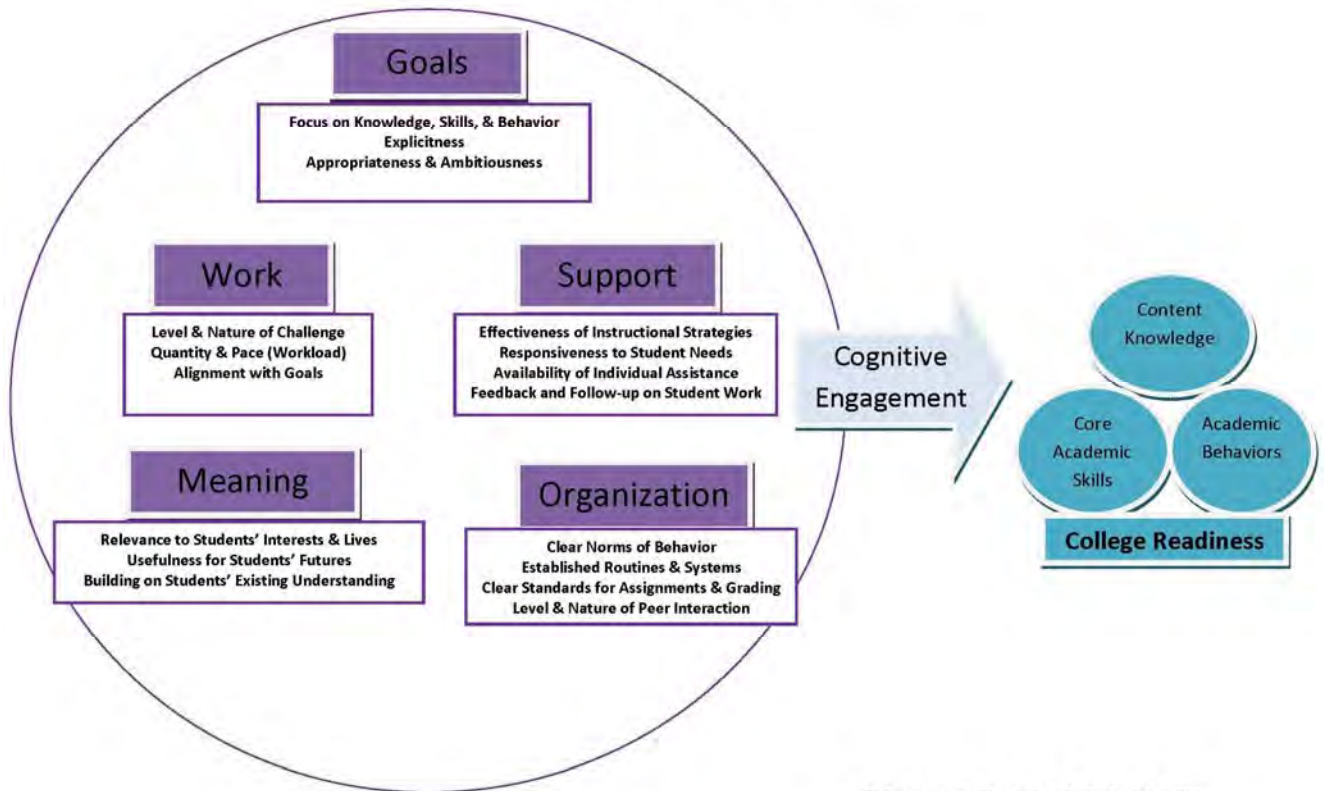 Goals
Focus on Knowledge, Skills, & Behavior
Explicitness
Appropriateness & Ambitiousness
Work
Level & Nature of Challenge
Quantity & Pace (Workload)
Alignment with Goals
Support
Effectiveness of Instructional Strategies
Responsiveness to Student Needs
Availability of Individual Assistance
Feedback and Follow-up on Student Work
Meaning
Relevance to Students' Interests & Lives
Usefulness for Students' Futures
Building on Students' Existing Understanding
Organization
Clear Norms of Behavior
Established Routines & Systems
Clear Standards for Assignments & Grading
Level & Nature of Peer Interaction
Cognitive
Engagement
Content
Knowledge
Core
Academic
Skills
Academic
Behaviors
College Readiness